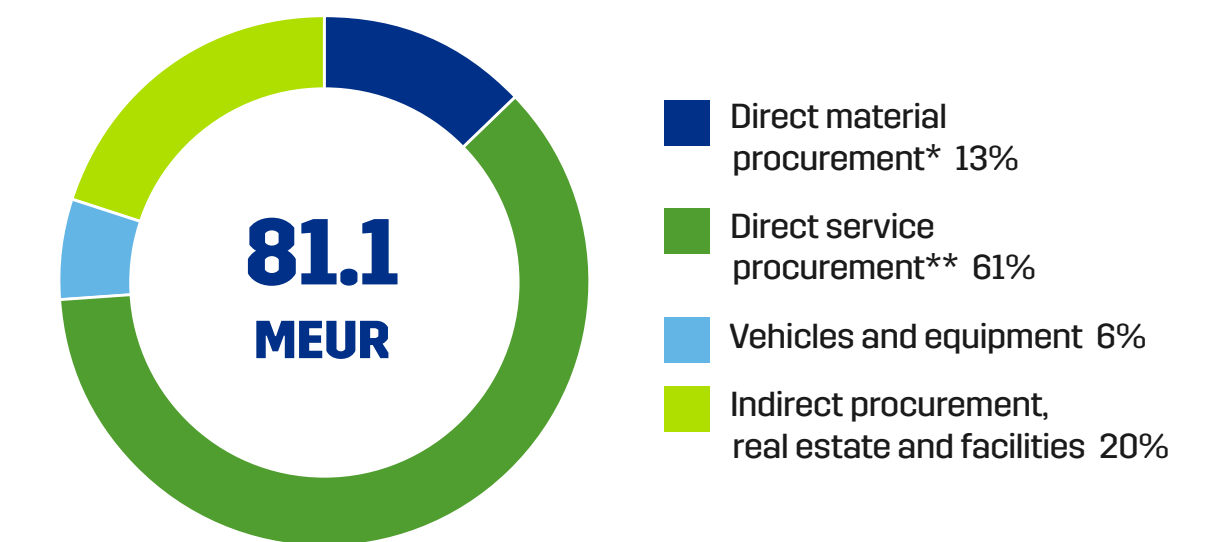 81.1
MEUR
Direct material
procurement* 13%
Direct service
procurement** 61%
Vehicles and equipment 6%
Indirect procurement,
real estate and facilities 20%